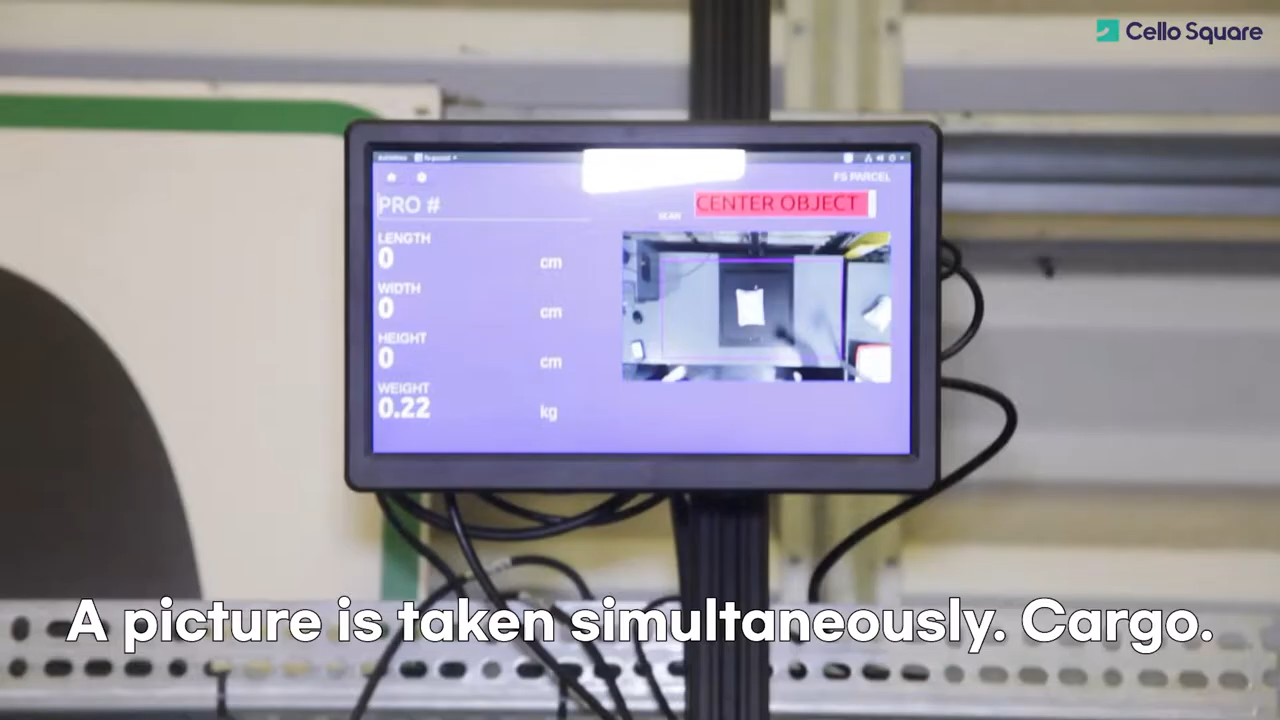 Cello Square
FS PARCEL
PRO #
CENTER OBJECT
SCAN
LENGTH
0 cm
WIDTH
0 cm
HEIGHT
0 cm
WEIGHT
0.22 kg
A picture is taken simultaneously. Cargo.